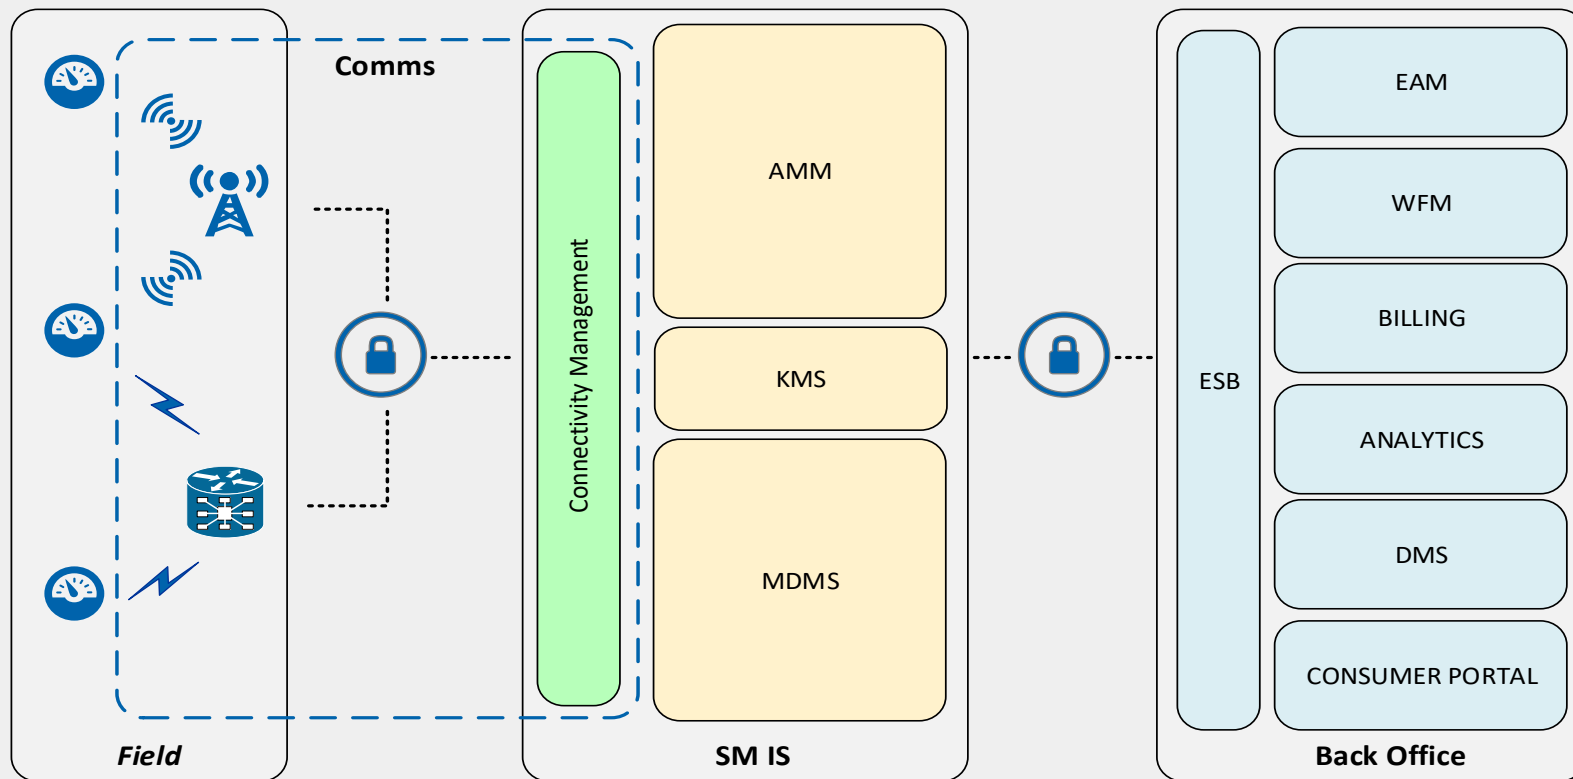 Comms
Connectivity Management
AMM
KMS
MDMS
ESB
EAM
WFM
BILLING
ANALYTICS
DMS
CONSUMER PORTAL
Field
SM IS
Back Office